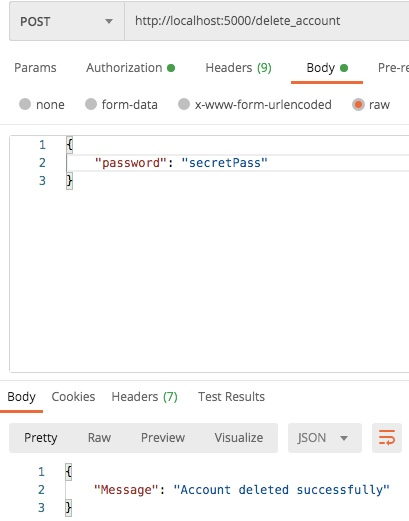 POST http://localhost:5000/delete_account
Params Authorization Headers (9) Body Pre-re
none form-data x-www-form-urlencoded raw
1 {
2 "password": "secretPass"
3 }
Body Cookies Headers (7) Test Results
Pretty Raw Preview Visualize JSON
1 {
2 "Message": "Account deleted successfully"
3 }